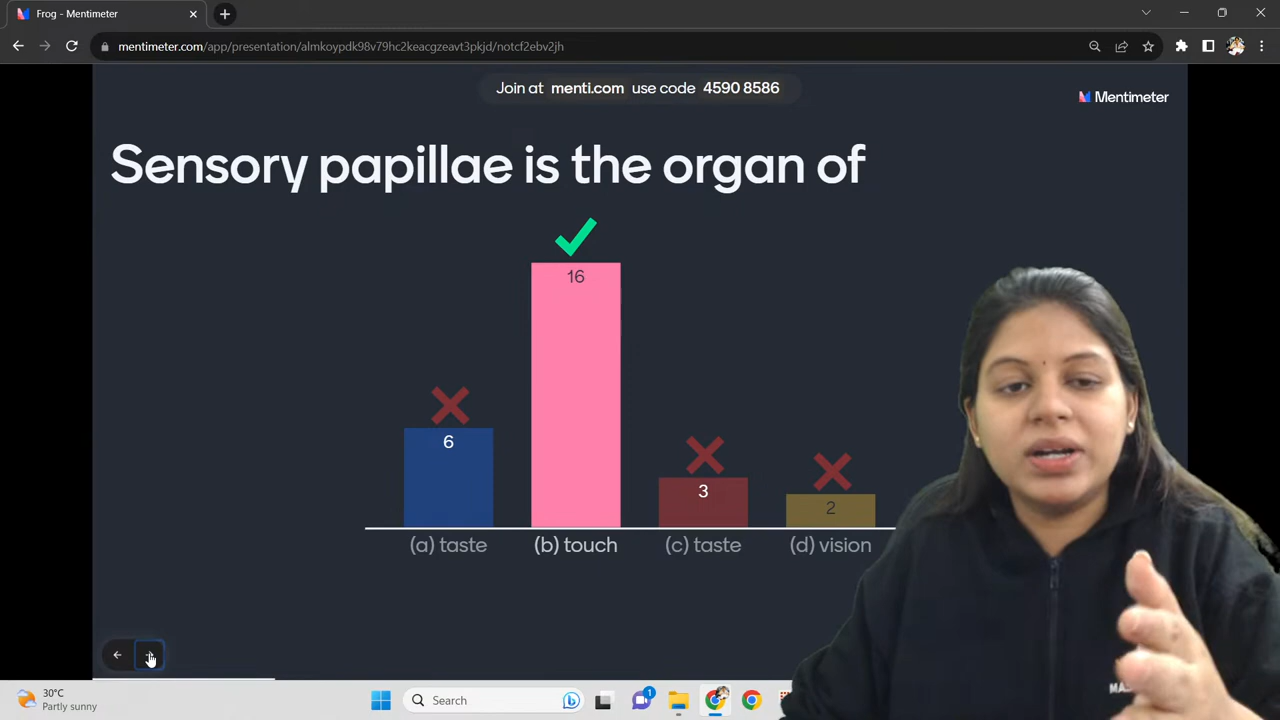 Frog - Mentimeter
mentimeter.com/app/presentation/almkoypdk98v79hc2keacgzeavt3pkjd/notcf2ebv2jh
Join at menti.com use code 4590 8586
Mentimeter
Sensory papillae is the organ of
16
6
3
2
(a) taste
(b) touch
(c) taste
(d) vision
30°C
Partly sunny
Search
1